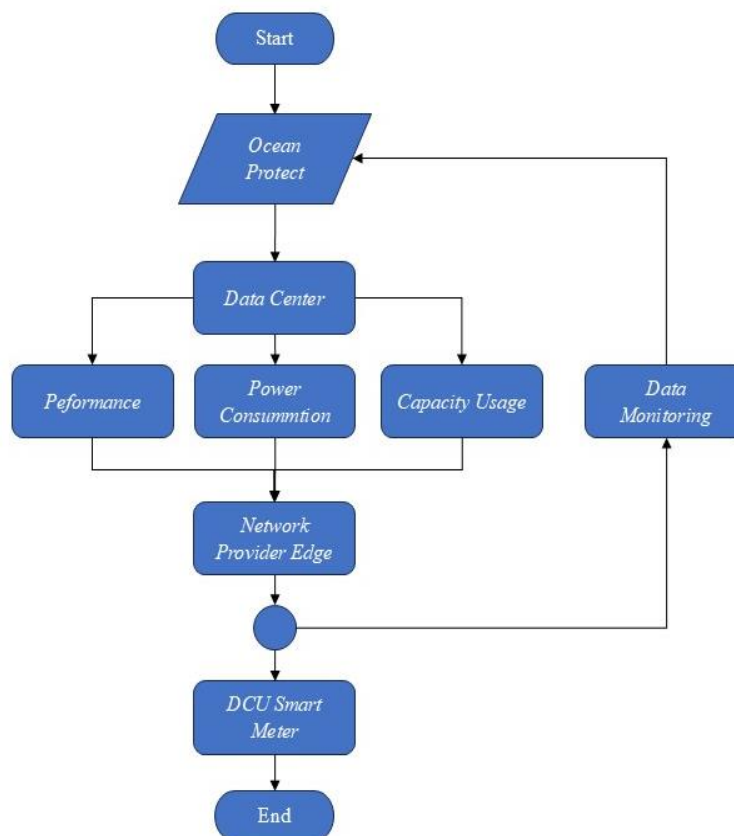 Start
Ocean
Protect
Data Center
Peformance
Power
Consummtion
Capacity Usage
Data
Monitoring
Network
Provider Edge
DCU Smart
Meter
End